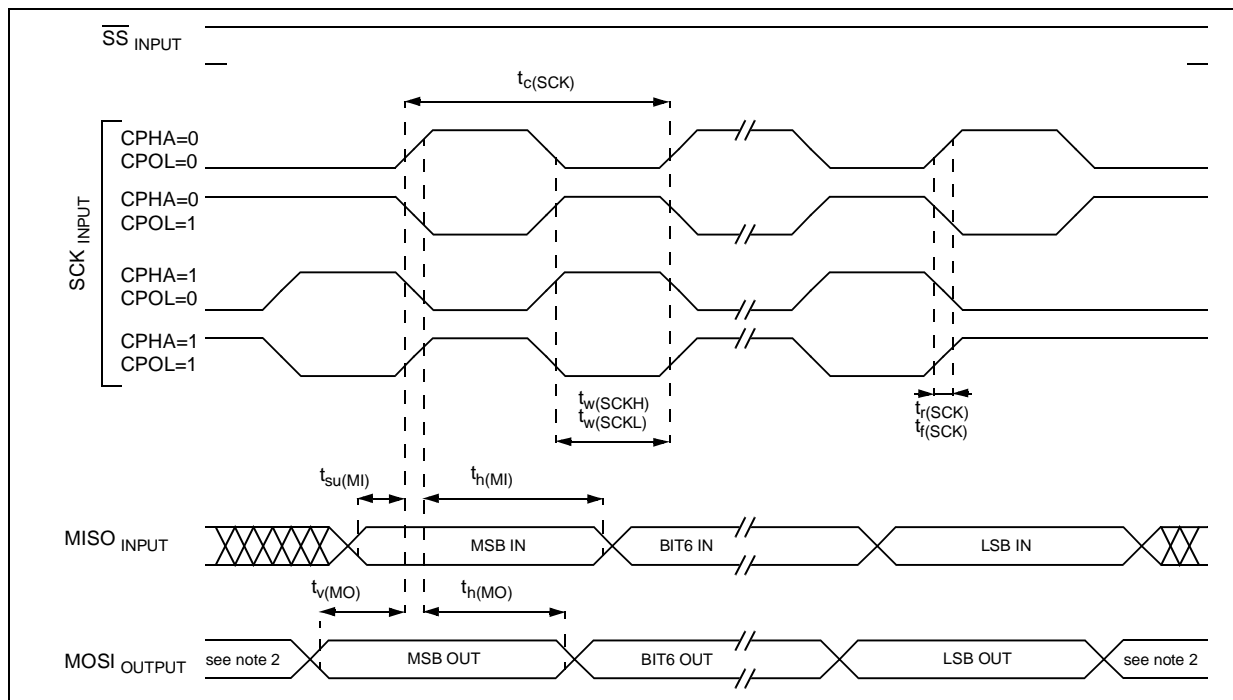 SS INPUT
tc(SCK)
SCK INPUT
CPHA=0
CPOL=0
CPHA=0
CPOL=1
CPHA=1
CPOL=0
CPHA=1
CPOL=1
tw(SCKH)
tw(SCKL)
tr(SCK)
tf(SCK)
tsu(MI)
th(MI)
MISO INPUT
MSB IN
BIT6 IN
LSB IN
tv(MO)
th(MO)
MOSI OUTPUT
see note 2
MSB OUT
BIT6 OUT
LSB OUT
see note 2